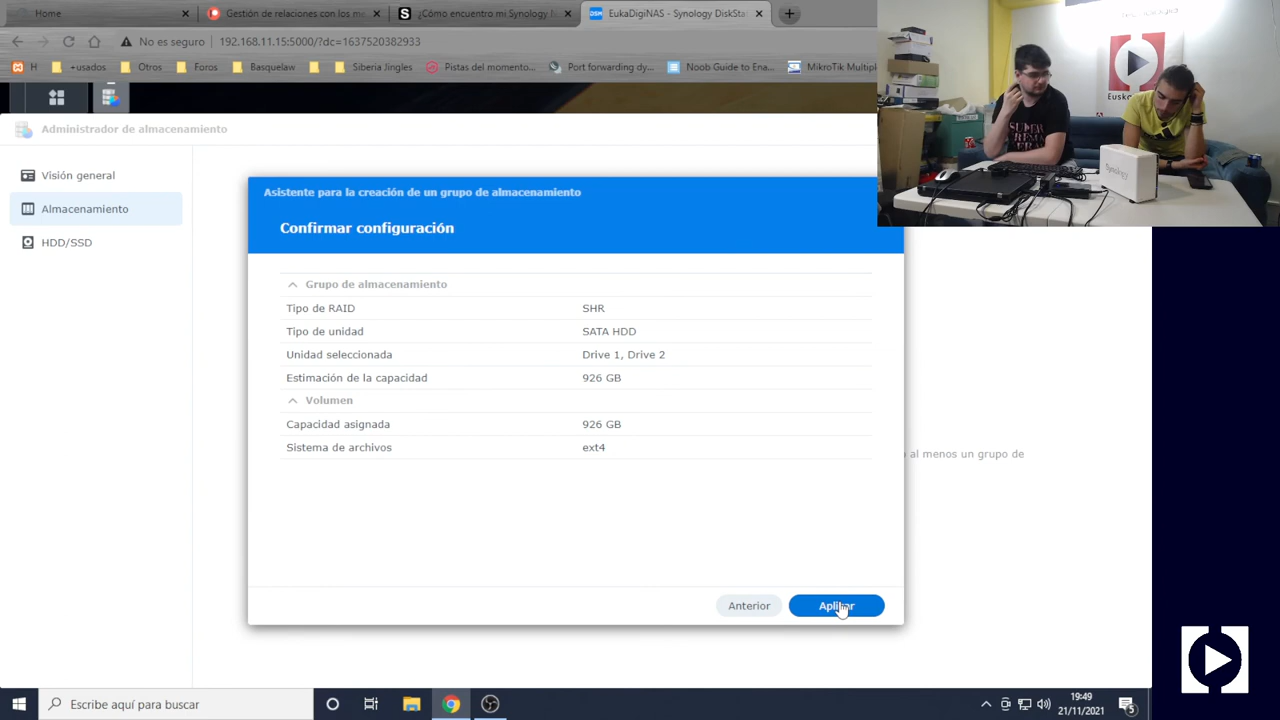 Home
Gestión de relaciones con los me
¿Cómo encuentro mi Synology N
EukaDigiNAS - Synology DiskSta
No es seguro 192.168.11.15:5000/?dc=1637520382933
H +usados Otros Foros Basquelaw Siberia Jingles Pistas del momento... Port forwarding dy... Noob Guide to Ena... MikroTik Multiple
Administrador de almacenamiento
Visión general
Almacenamiento
HDD/SSD
Asistente para la creación de un grupo de almacenamiento
Confirmar configuración
Grupo de almacenamiento
Tipo de RAID SHR
Tipo de unidad SATA HDD
Unidad seleccionada Drive 1, Drive 2
Estimación de la capacidad 926 GB
Volumen
Capacidad asignada 926 GB
Sistema de archivos ext4
al menos un grupo de
Anterior Aplicar
Escribe aquí para buscar
19:49
21/11/2021
5
Synology